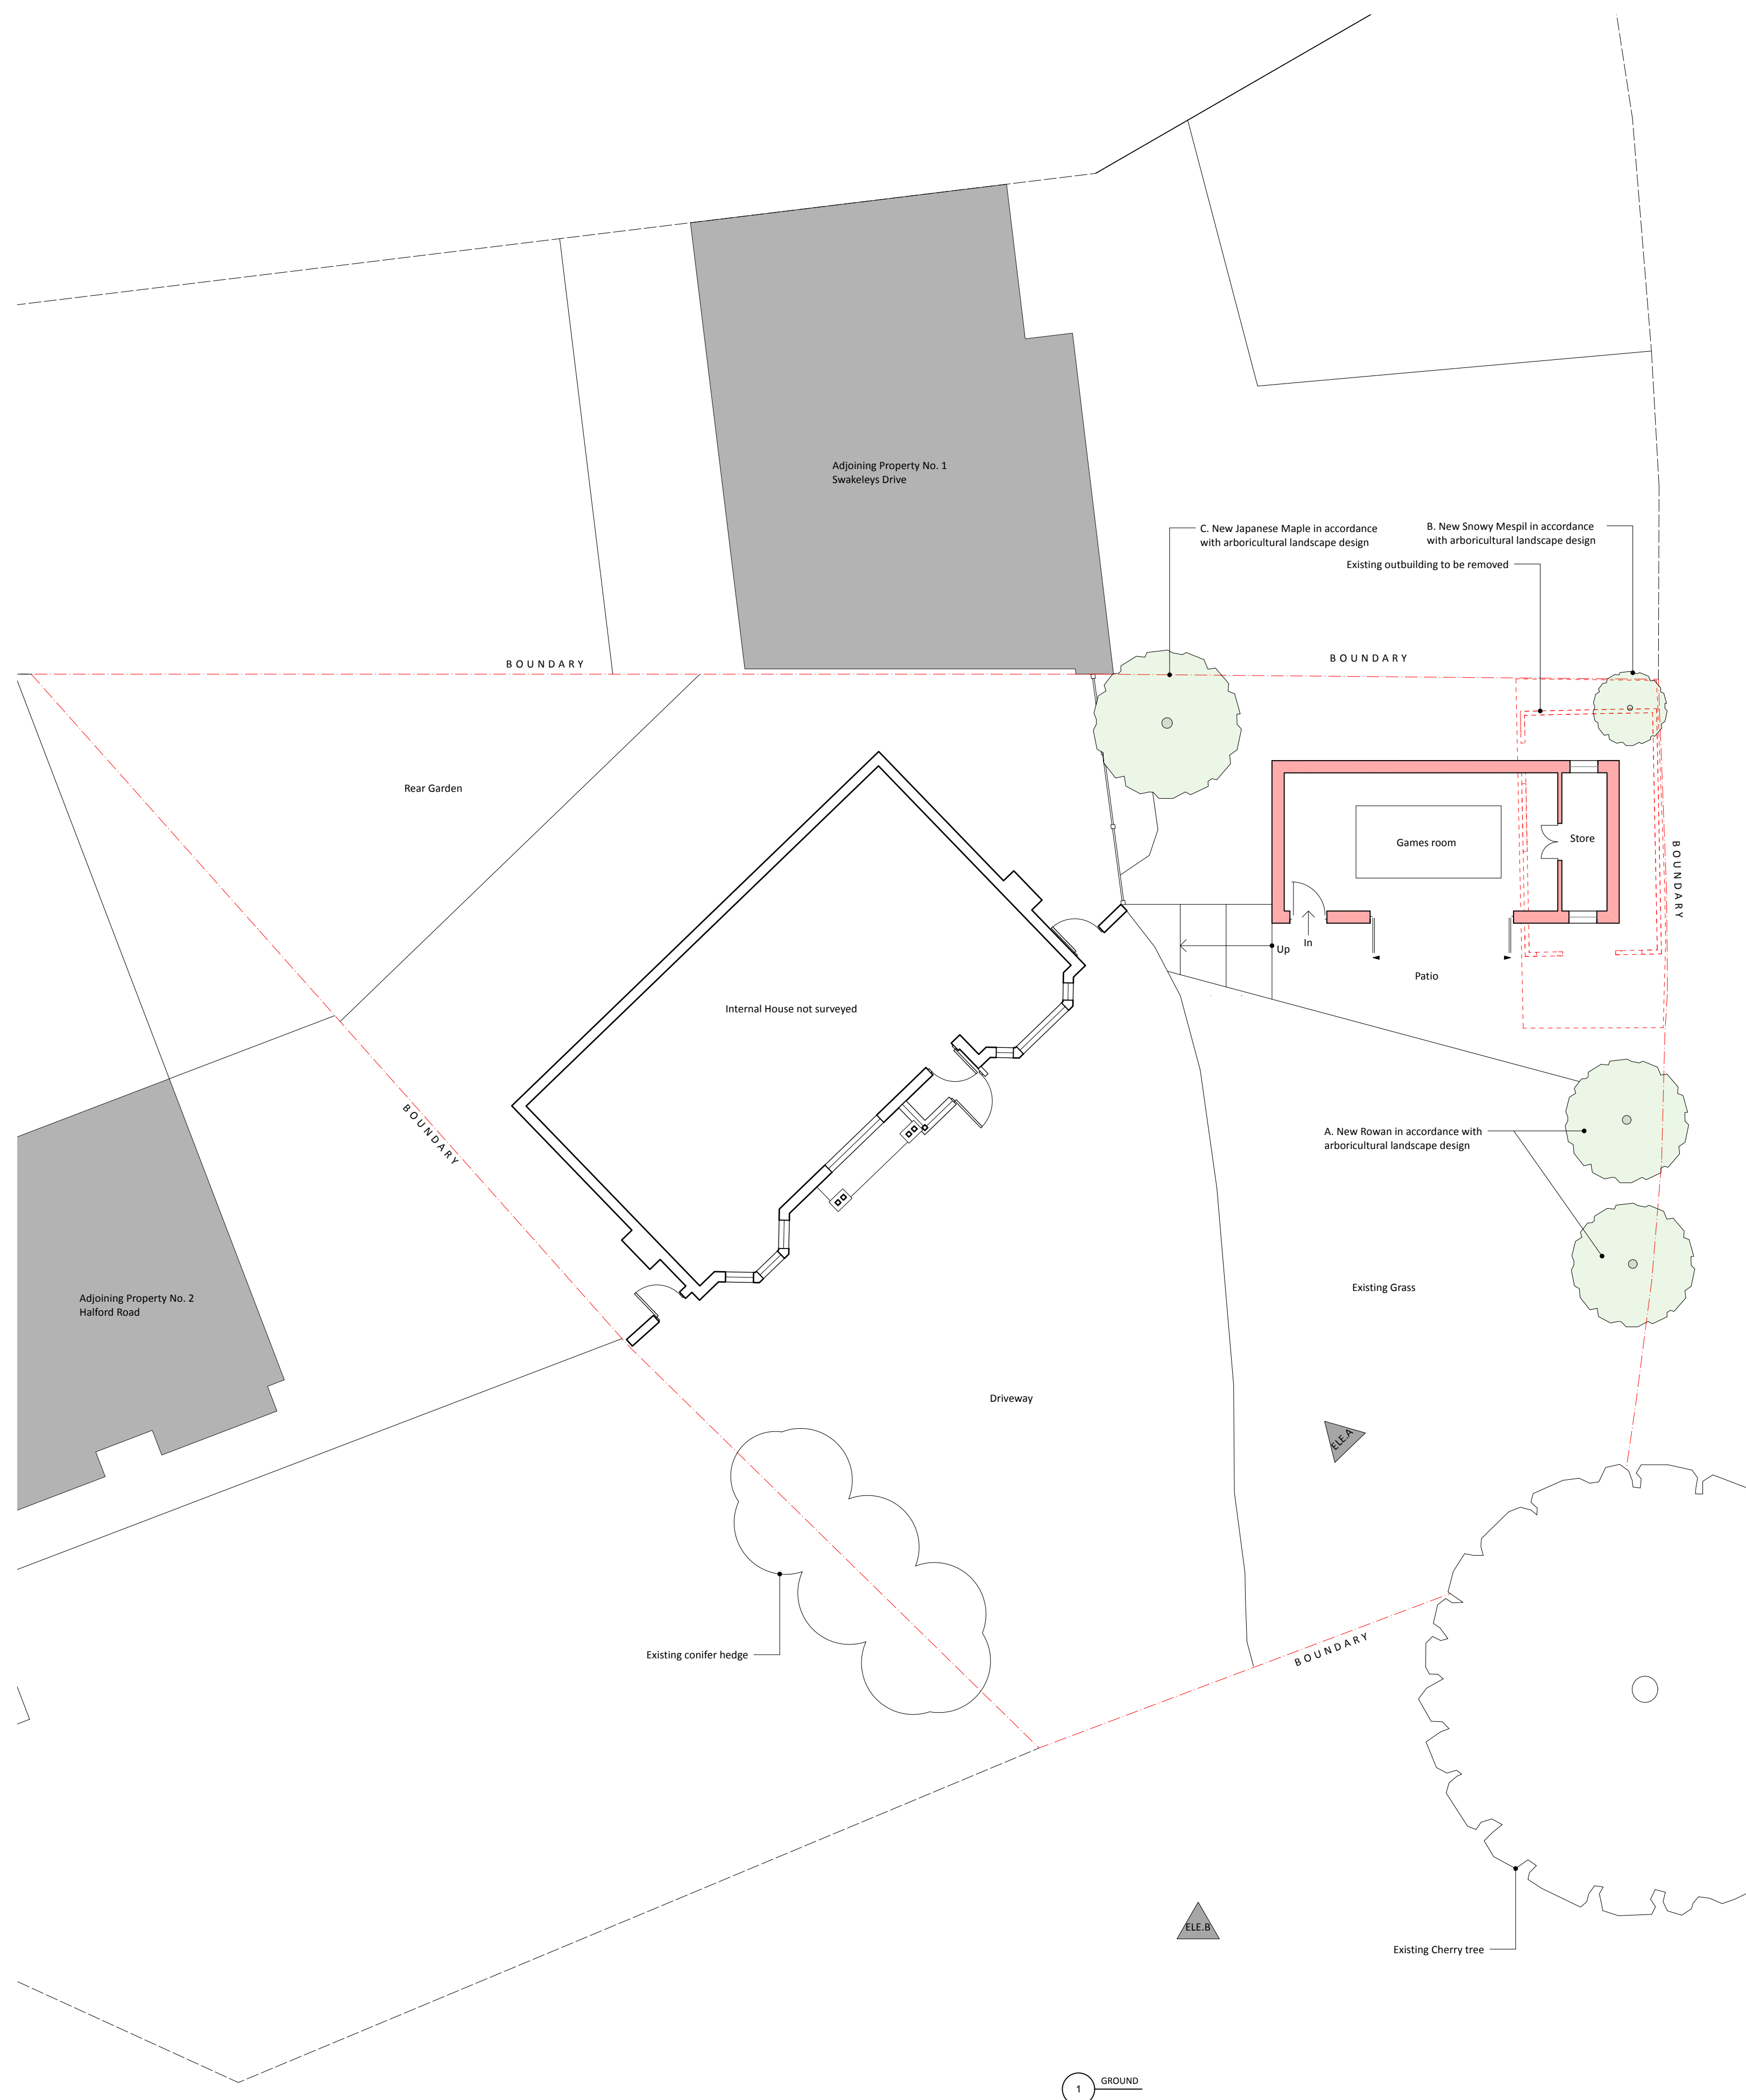 Adjoining Property No. 1
Swakeleys Drive
C. New Japanese Maple in accordance
with arboricultural landscape design
B. New Snowy Mespil in accordance
with arboricultural landscape design
Existing outbuilding to be removed
BOUNDARY
BOUNDARY
Rear Garden
Games room
Store
BOUNDARY
Up
In
Patio
Internal House not surveyed
BOUNDARY
A. New Rowan in accordance with
arboricultural landscape design
Adjoining Property No. 2
Halford Road
Existing Grass
Driveway
ELE.A
Existing conifer hedge
BOUNDARY
ELE.B
Existing Cherry tree
1
GROUND